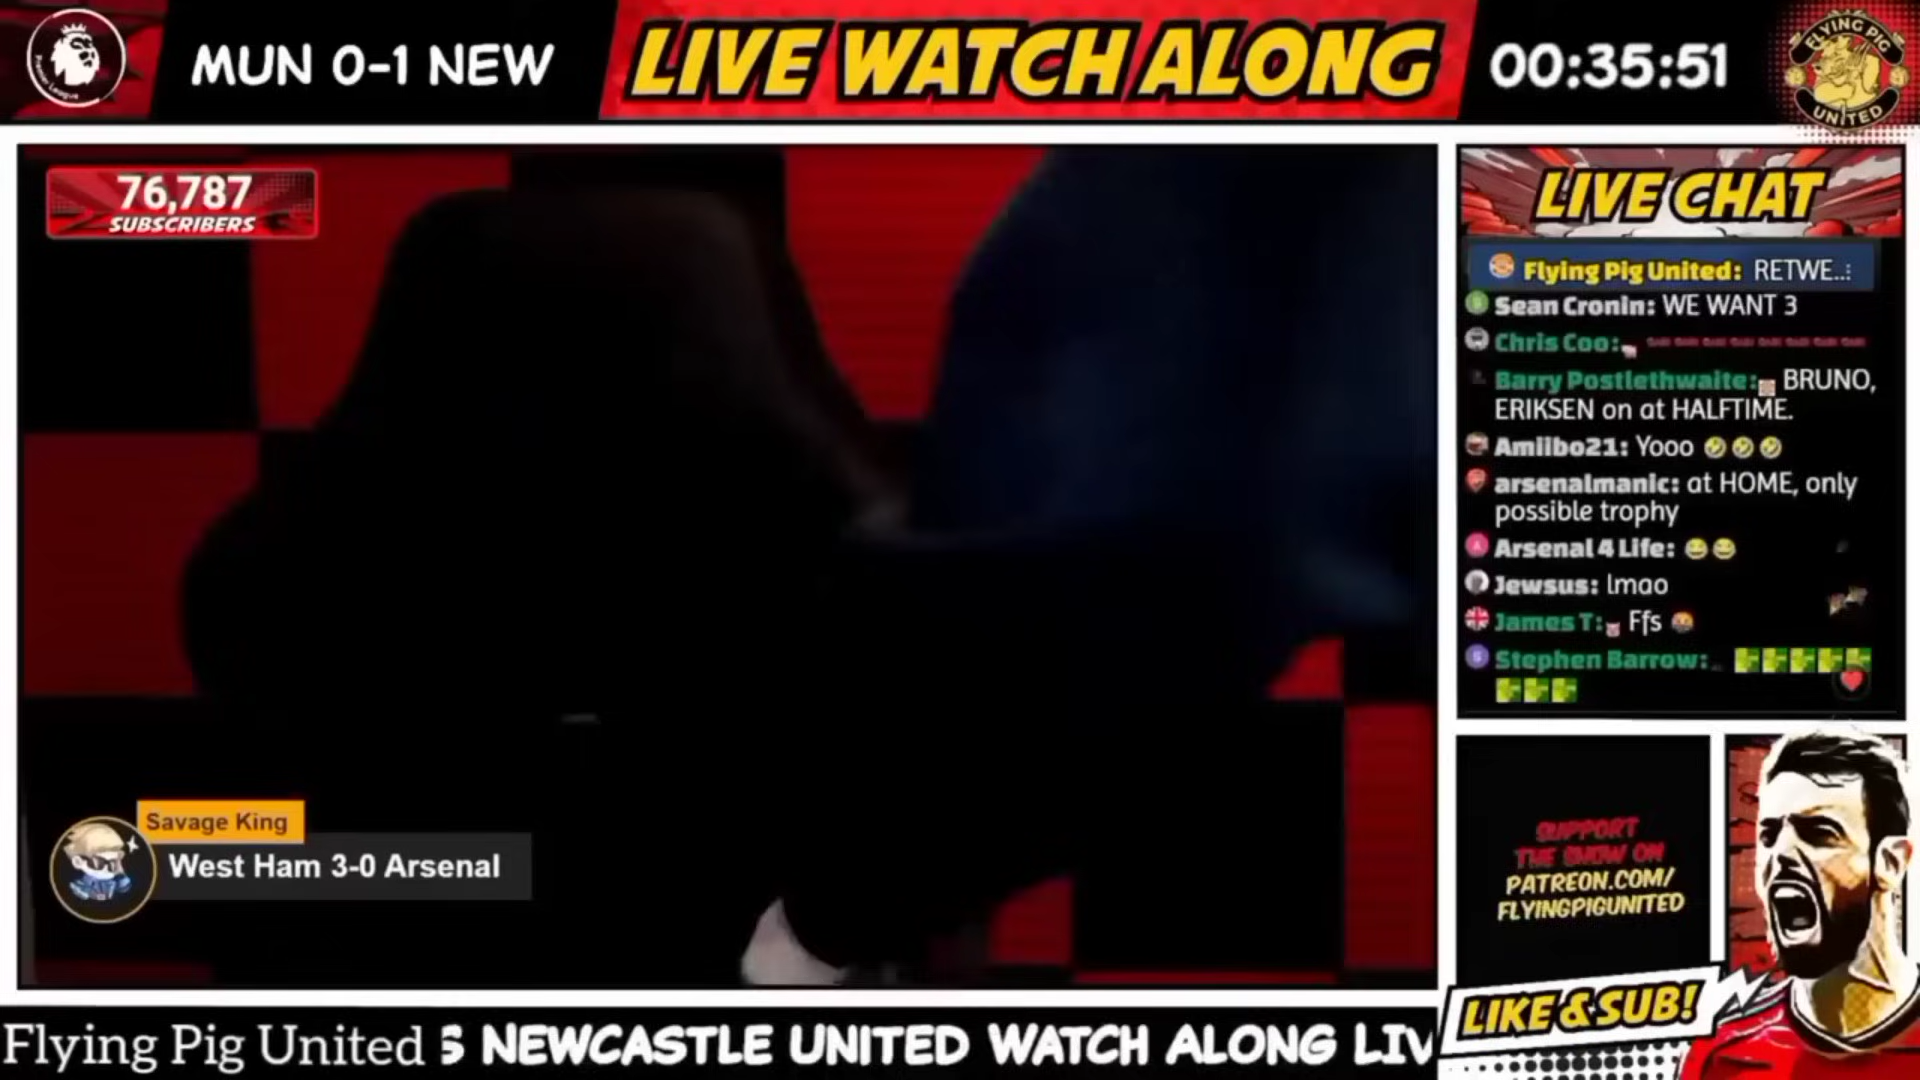 MUN 0-1 NEW
LIVE WATCH ALONG
00:35:51
Premier League
FLYING PIG
UNITED
76,787
SUBSCRIBERS
LIVE CHAT
Flying Pig United: RETWE..:
Sean Cronin: WE WANT 3
Chris Coo:
Barry Postlethwaite: BRUNO,
ERIKSEN on at HALFTIME.
Amiibo21: Yooo 🤣🤣🤣
arsenalmanic: at HOME, only
possible trophy
Arsenal 4 Life: 😂😂
Jewsus: lmao
James T: Ffs 🤬
Stephen Barrow:
Savage King
West Ham 3-0 Arsenal
SUPPORT
THE SHOW ON
PATREON.COM/
FLYINGPIGUNITED
LIKE & SUB!
Flying Pig United S NEWCASTLE UNITED WATCH ALONG LIV